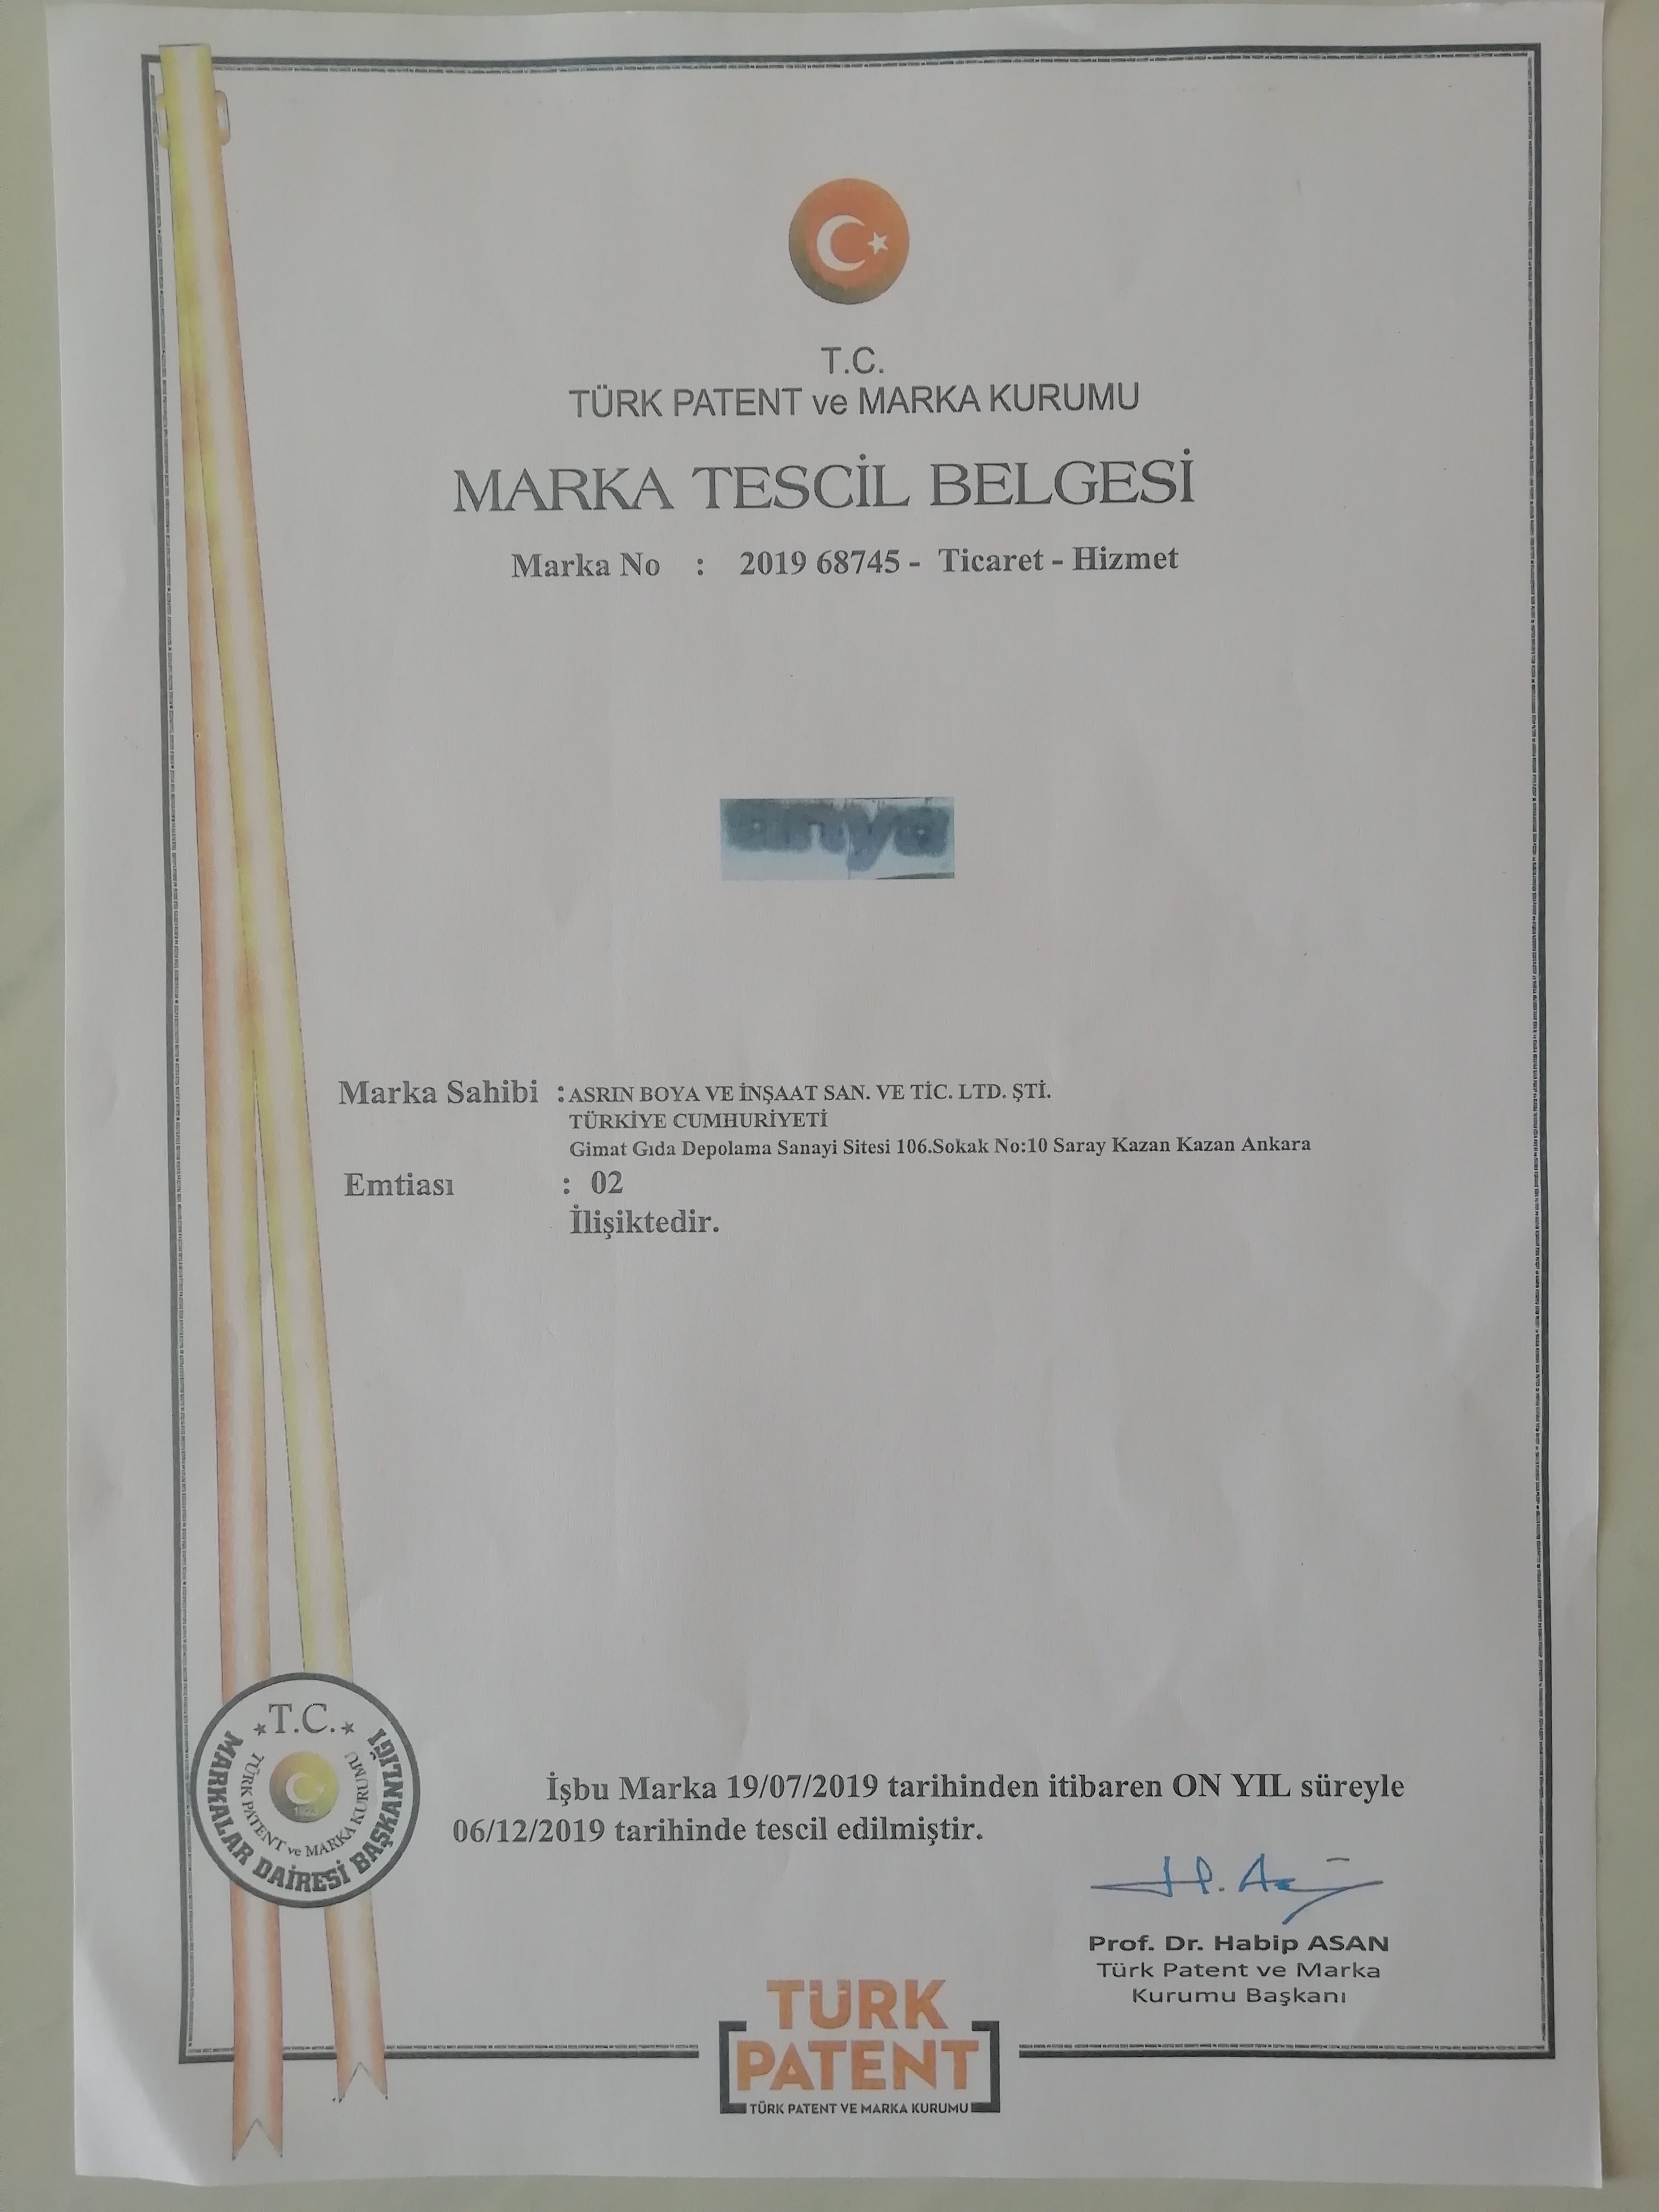 T.C.
TÜRK PATENT ve MARKA KURUMU
MARKA TESCİL BELGESİ
Marka No : 2019 68745 - Ticaret - Hizmet
Marka Sahibi : ASRIN BOYA VE İNŞAAT SAN. VE TİC. LTD. ŞTİ.
TÜRKİYE CUMHURİYETİ
Gimat Gıda Depolama Sanayi Sitesi 106.Sokak No:10 Saray Kazan Kazan Ankara
Emtiası : 02
İlişiktedir.
T.C.
MARKALAR DAİRESİ BAŞKANLIĞI
TÜRK PATENT ve MARKA KURUMU
İşbu Marka 19/07/2019 tarihinden itibaren ON YIL süreyle
06/12/2019 tarihinde tescil edilmiştir.
Prof. Dr. Habip ASAN
Türk Patent ve Marka
Kurumu Başkanı
TÜRK
PATENT
TÜRK PATENT VE MARKA KURUMU